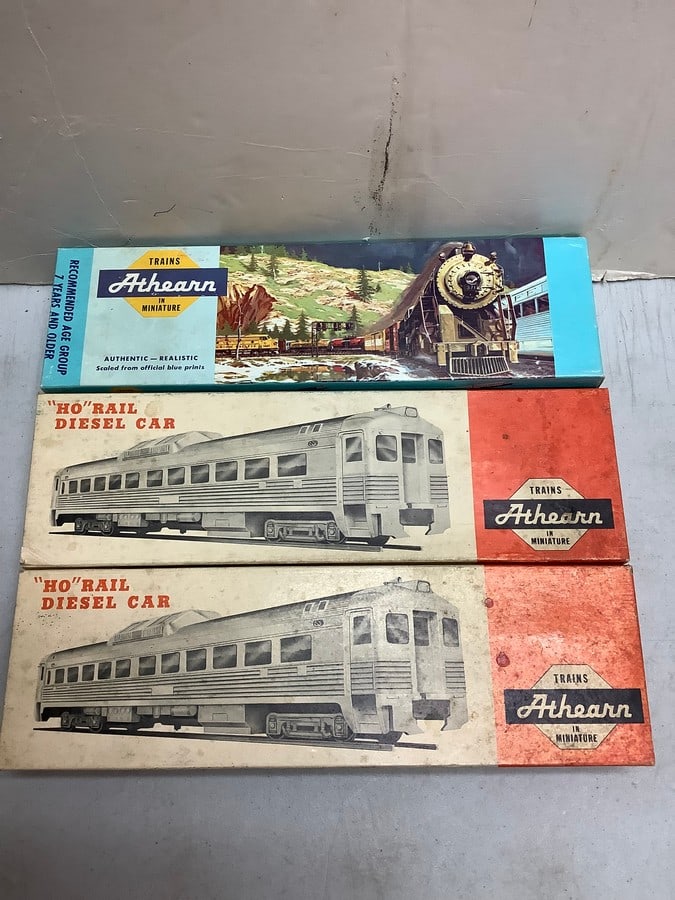 RECOMMENDED AGE GROUP
7 YEARS AND OLDER
TRAINS
Athearn
IN
MINIATURE
AUTHENTIC — REALISTIC
Scaled from official blue prints
"HO" RAIL
DIESEL CAR
TRAINS
Athearn
IN
MINIATURE
"HO" RAIL
DIESEL CAR
TRAINS
Athearn
IN
MINIATURE